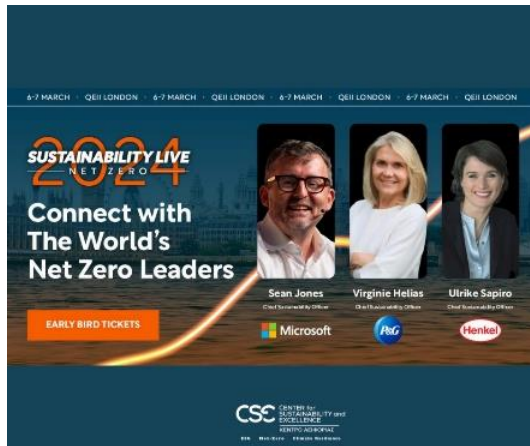 6-7 MARCH · QEII LONDON · 6-7 MARCH · QEII LONDON · 6-7 MARCH · QEII LONDON · 6-7 MARCH · QEII LONDON
2024
SUSTAINABILITY LIVE
NET ZERO
Connect with
The World's
Net Zero Leaders
EARLY BIRD TICKETS
Sean Jones
Chief Sustainability Officer
Microsoft
Virginie Helias
Chief Sustainability Officer
P&G
Ulrike Sapiro
Chief Sustainability Officer
Henkel
CSE
CENTER for
SUSTAINABILITY and
EXCELLENCE
ΚΕΝΤΡΟ ΑΕΙΦΟΡΙΑΣ